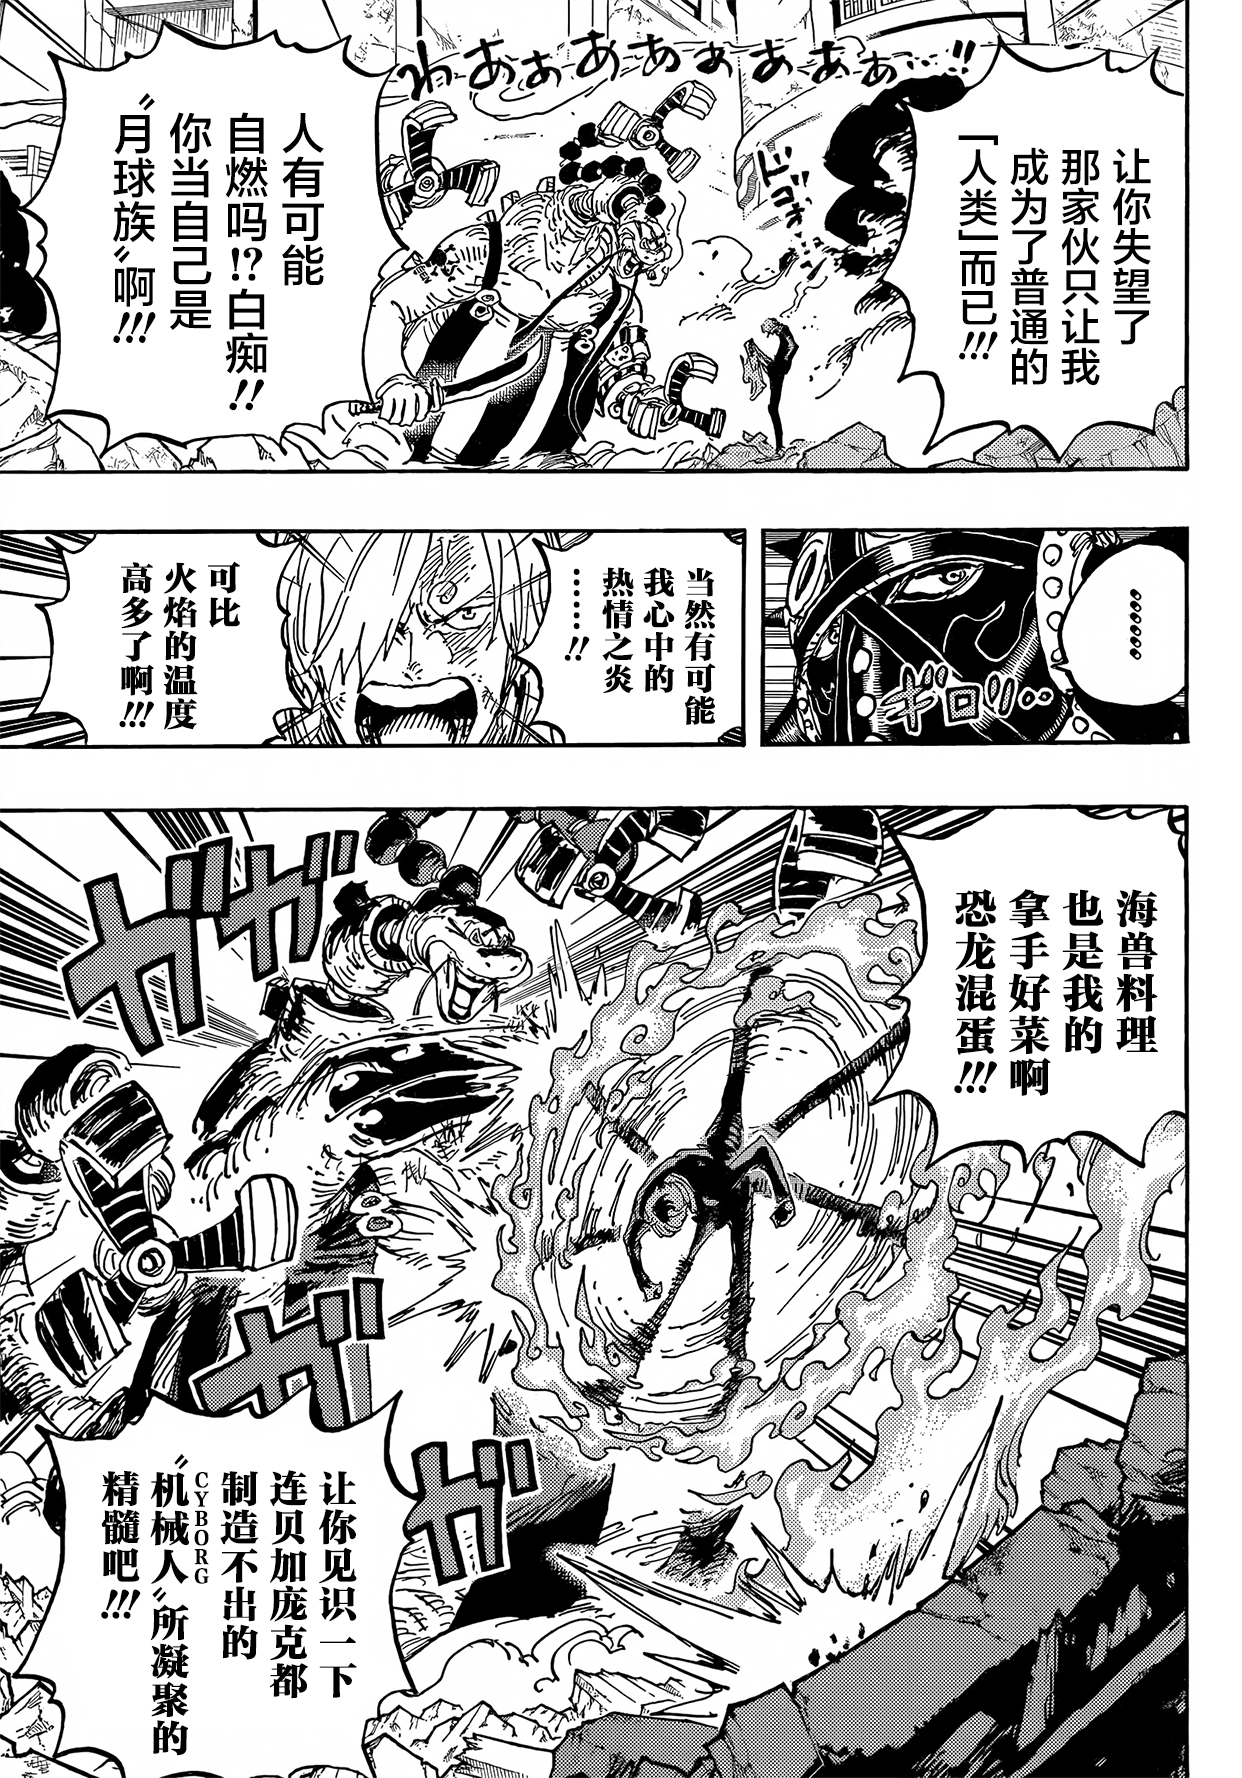 让你失望了
那家伙只让我
成为了普通的
「人类」而已!!!
わああああぁぁぁぁ…!!
ドゴォ…
人有可能
自燃吗!?白痴!!
你当自己是
〝月球族〞啊!!!
………
ギロッ…
当然有可能
我心中的
热情之炎
……!!
可比
火焰的温度
高多了啊!!!
海兽料理
也是我的
拿手好菜啊
恐龙混蛋!!!
ガガガガガ
让你见识一下
连贝加庞克都
制造不出的
CYBORG
〝机械人〞所凝聚的
精髓吧!!!